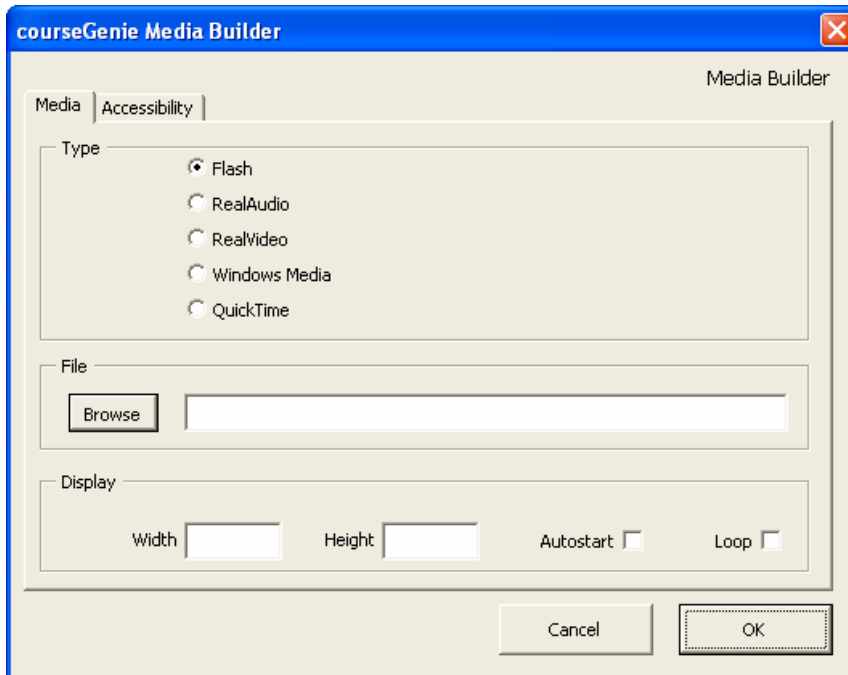 courseGenie Media Builder
Media Builder
Media Accessibility
Type
Flash
RealAudio
RealVideo
Windows Media
QuickTime
File
Browse
Display
Width Height Autostart Loop
Cancel OK